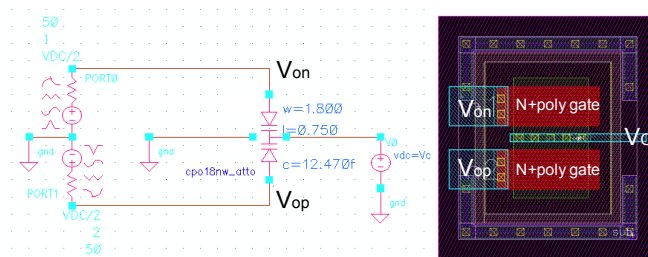 50
1
VDC/2
PORT0
Von
w=1.800
l=0.750
V0
gnd
gnd
vdc=Vc
c=12.470f
cpo18nw_atto
gnd
PORT1
VDC/2
2
50
Vop
Von
N+poly gate
Vc
Vop
N+poly gate